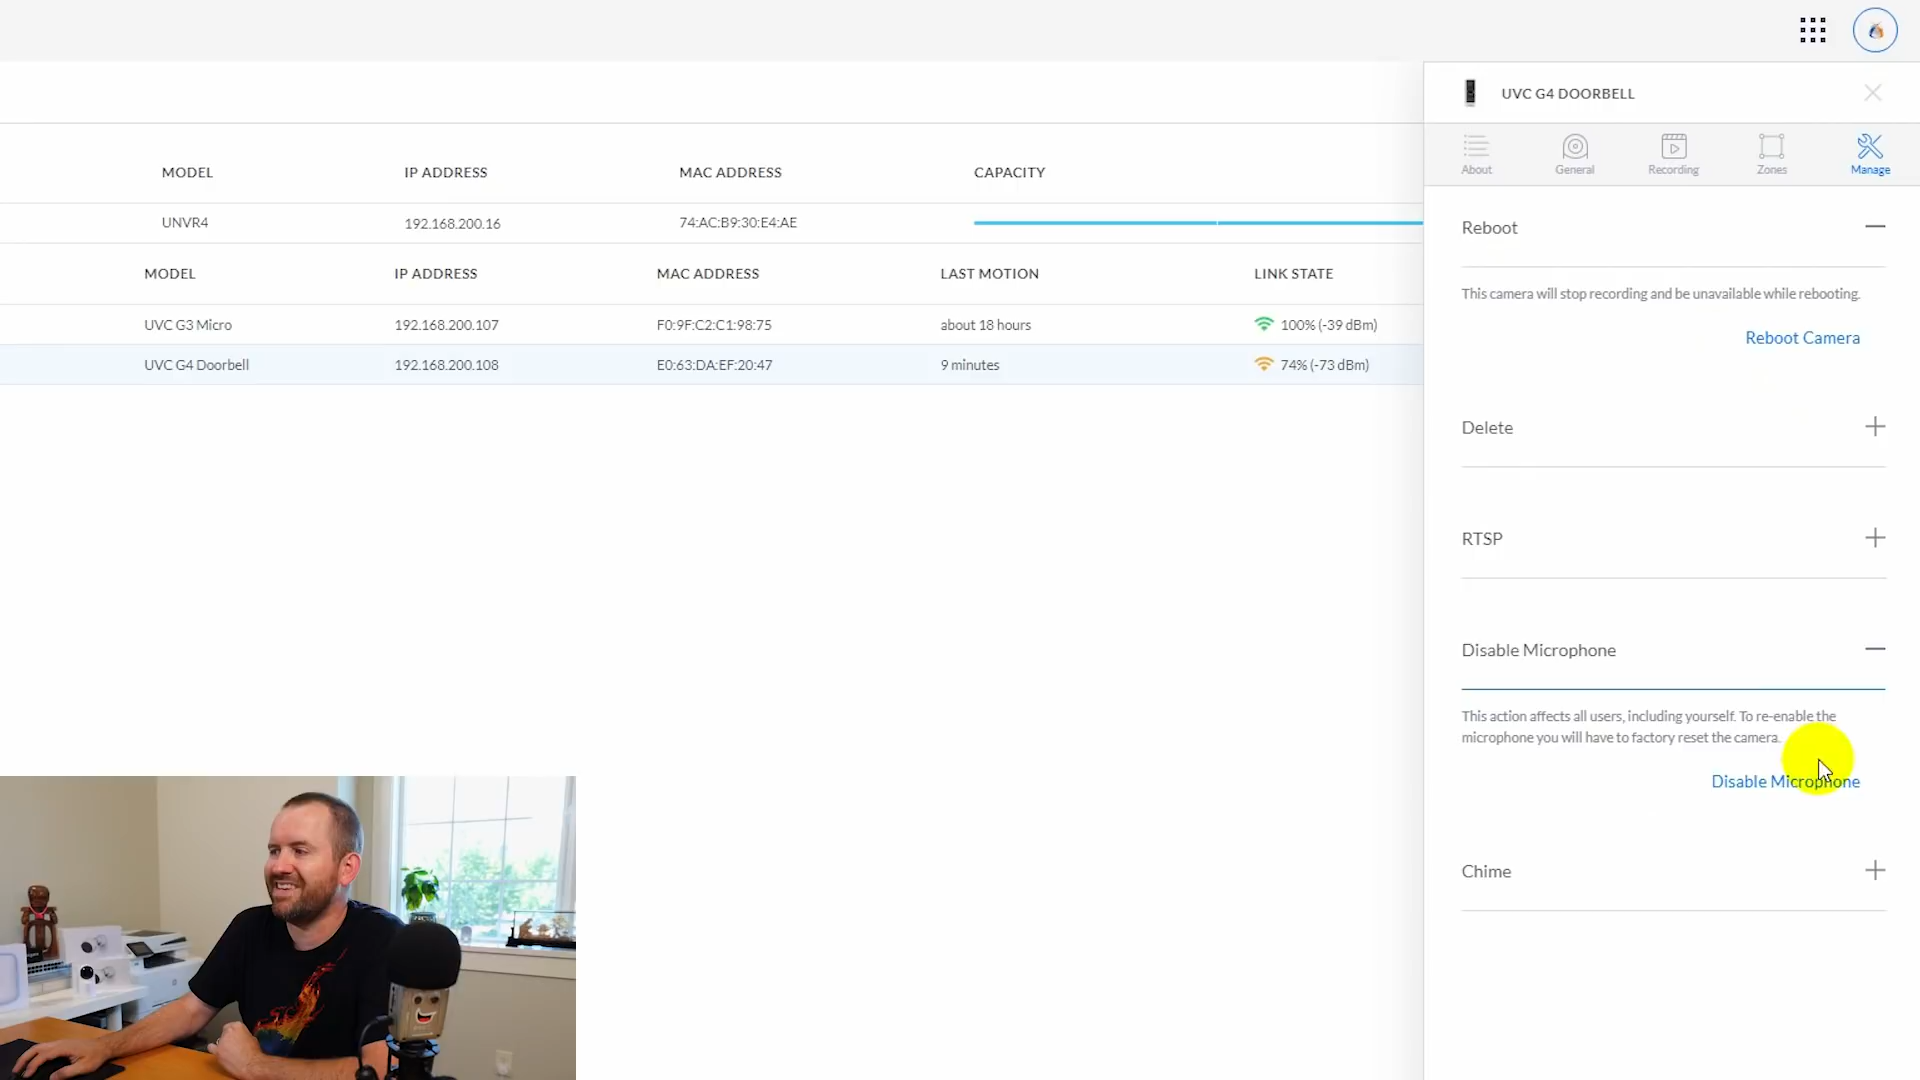 UVC G4 DOORBELL
About General Recording Zones Manage
MODEL IP ADDRESS MAC ADDRESS CAPACITY
UNVR4 192.168.200.16 74:AC:B9:30:E4:AE
MODEL IP ADDRESS MAC ADDRESS LAST MOTION LINK STATE
UVC G3 Micro 192.168.200.107 F0:9F:C2:C1:98:75 about 18 hours 100% (-39 dBm)
UVC G4 Doorbell 192.168.200.108 E0:63:DA:EF:20:47 9 minutes 74% (-73 dBm)
Reboot
This camera will stop recording and be unavailable while rebooting.
Reboot Camera
Delete
RTSP
Disable Microphone
This action affects all users, including yourself. To re-enable the
microphone you will have to factory reset the camera.
Disable Microphone
Chime